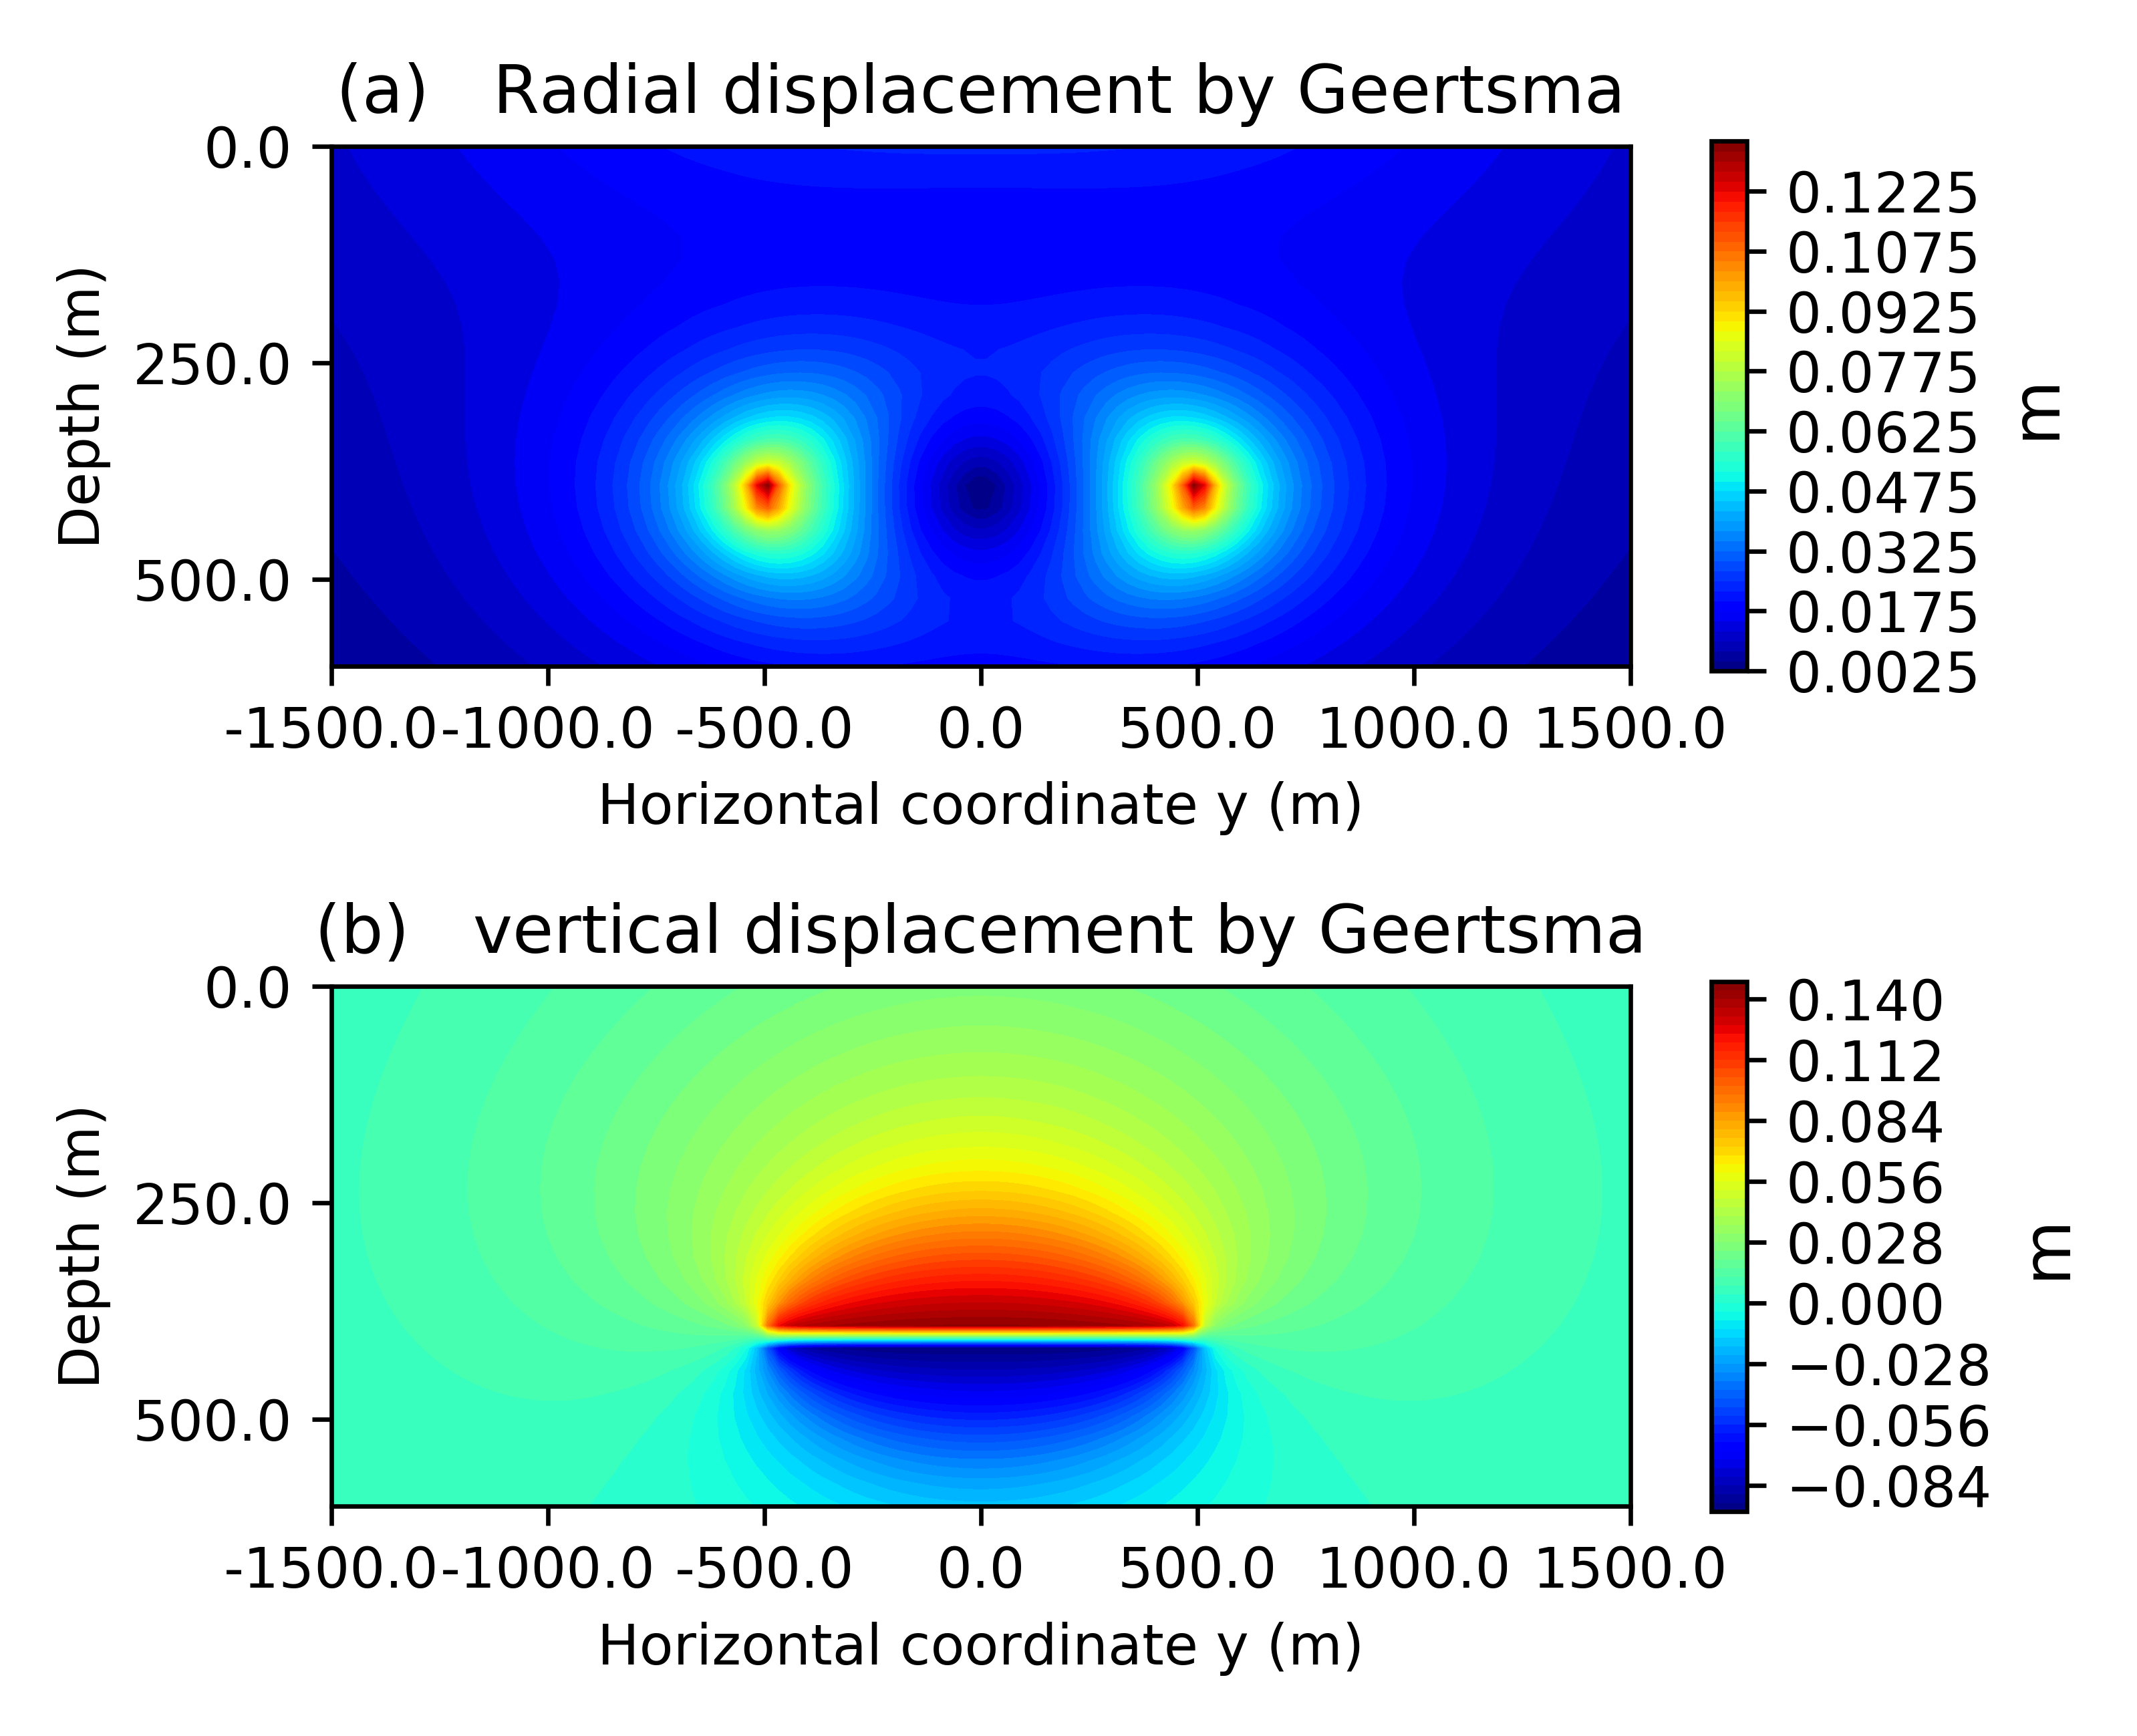 (a) Radial displacement by Geertsma
0.0
250.0
500.0
Depth (m)
-1500.0 -1000.0 -500.0 0.0 500.0 1000.0 1500.0
Horizontal coordinate y (m)
0.1225
0.1075
0.0925
0.0775
0.0625
0.0475
0.0325
0.0175
0.0025
m
(b) vertical displacement by Geertsma
0.0
250.0
500.0
Depth (m)
-1500.0 -1000.0 -500.0 0.0 500.0 1000.0 1500.0
Horizontal coordinate y (m)
0.140
0.112
0.084
0.056
0.028
0.000
−0.028
−0.056
−0.084
m